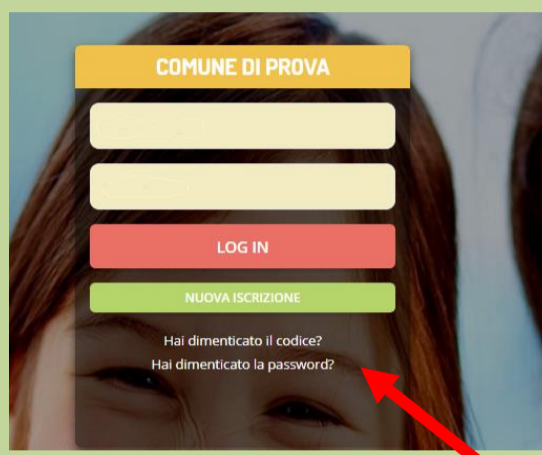 COMUNE DI PROVA
LOG IN
NUOVA ISCRIZIONE
Hai dimenticato il codice?
Hai dimenticato la password?